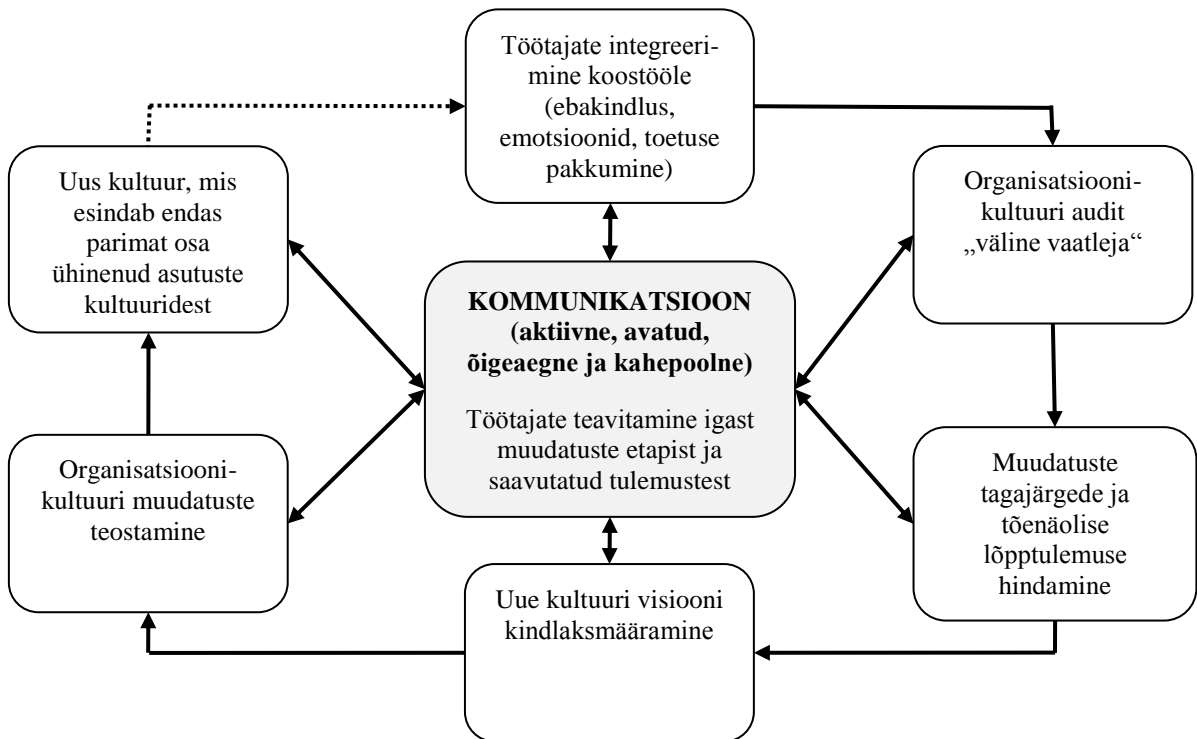 Töötajate integreeri-
mine koostööle
(ebakindlus,
emotsioonid, toetuse
pakkumine)
Uus kultuur, mis
esindab endas
parimat osa
ühinenud asutuste
kultuuridest
Organisatsiooni-
kultuuri audit
„väline vaatleja“
KOMMUNIKATSIOON
(aktiivne, avatud,
õigeaegne ja kahepoolne)
Töötajate teavitamine igast
muudatuste etapist ja
saavutatud tulemustest
Organisatsiooni-
kultuuri muudatuste
teostamine
Muudatuste
tagajärgede ja
tõenäolise
lõpptulemuse
hindamine
Uue kultuuri visiooni
kindlaksmääramine